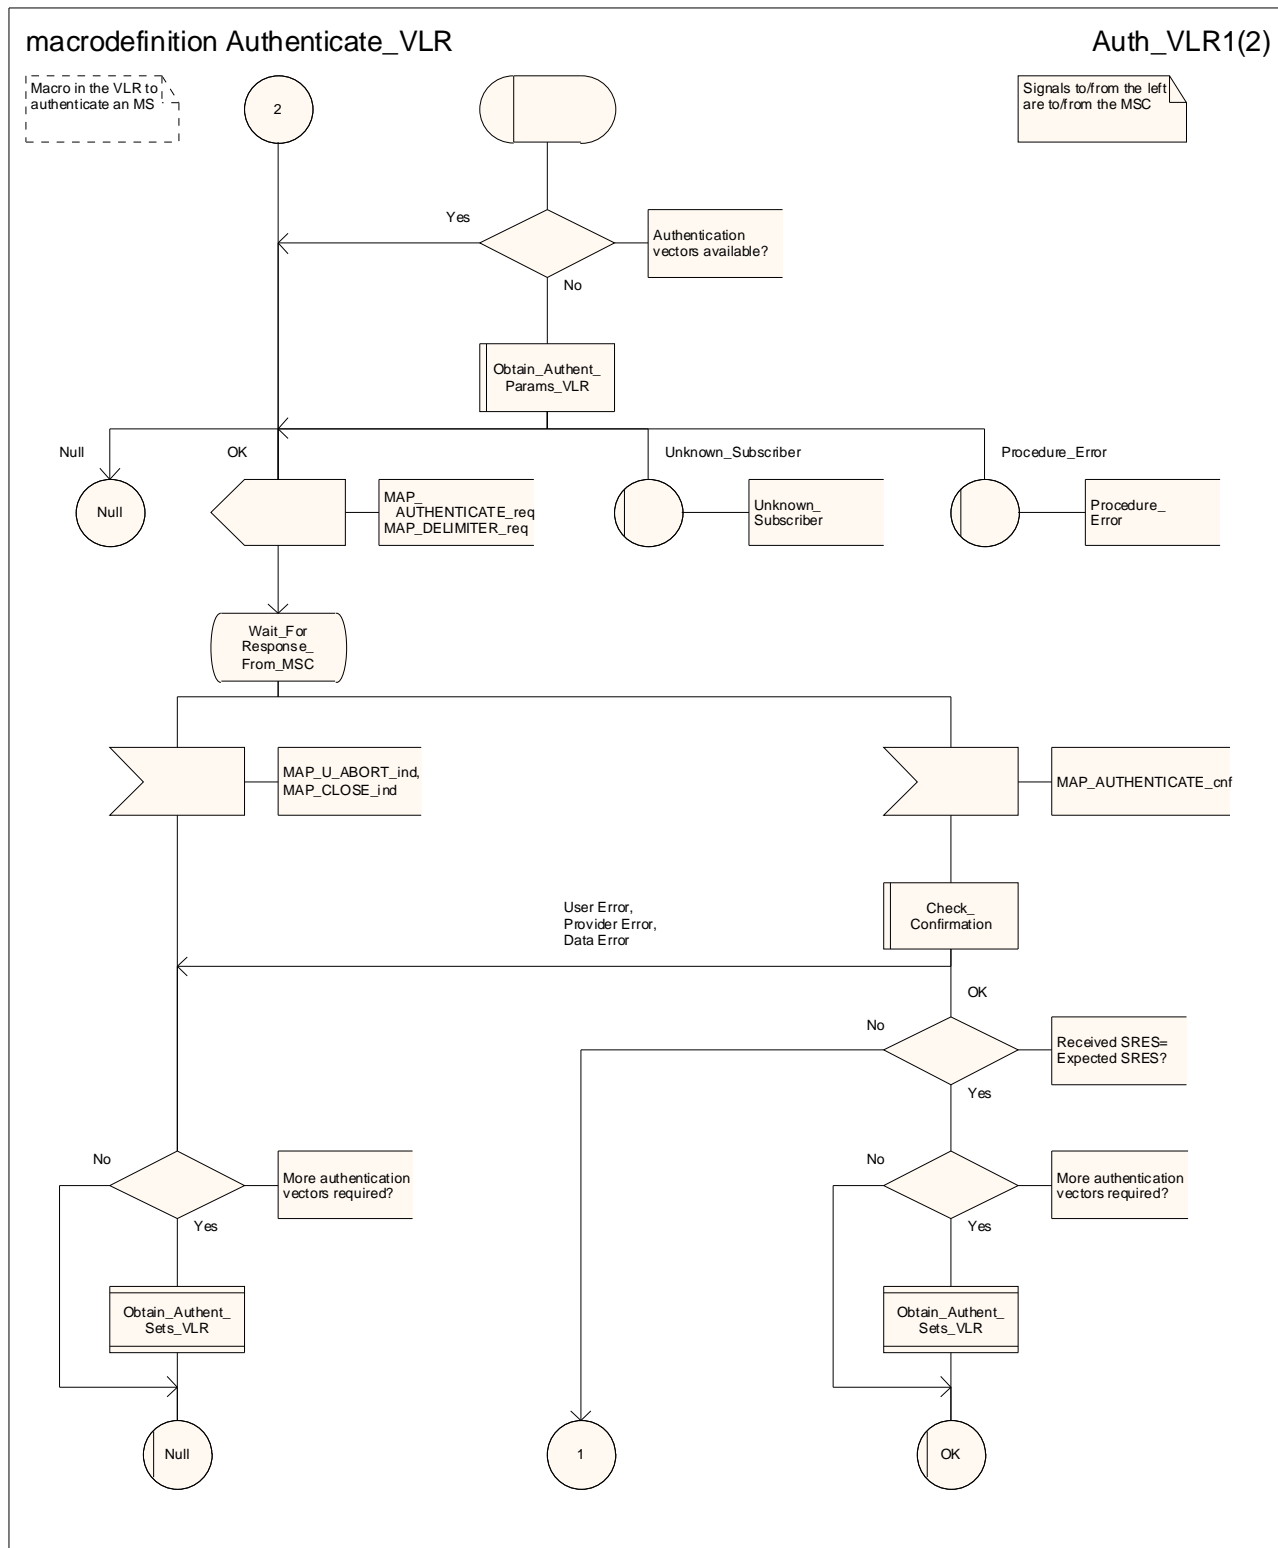 macrodefinition Authenticate_VLR
Auth_VLR1(2)
Macro in the VLR to
authenticate an MS
2
Signals to/from the left
are to/from the MSC
Yes
Authentication
vectors available?
No
Obtain_Authent_
Params_VLR
Null
OK
Unknown_Subscriber
Procedure_Error
Null
MAP_
AUTHENTICATE_req
MAP_DELIMITER_req
Unknown_
Subscriber
Procedure_
Error
Wait_For
Response_
From_MSC
MAP_U_ABORT_ind,
MAP_CLOSE_ind
MAP_AUTHENTICATE_cnf
User Error,
Provider Error,
Data Error
Check_
Confirmation
OK
No
Received SRES=
Expected SRES?
Yes
No
More authentication
vectors required?
Yes
No
More authentication
vectors required?
Yes
Obtain_Authent_
Sets_VLR
Obtain_Authent_
Sets_VLR
Null
1
OK